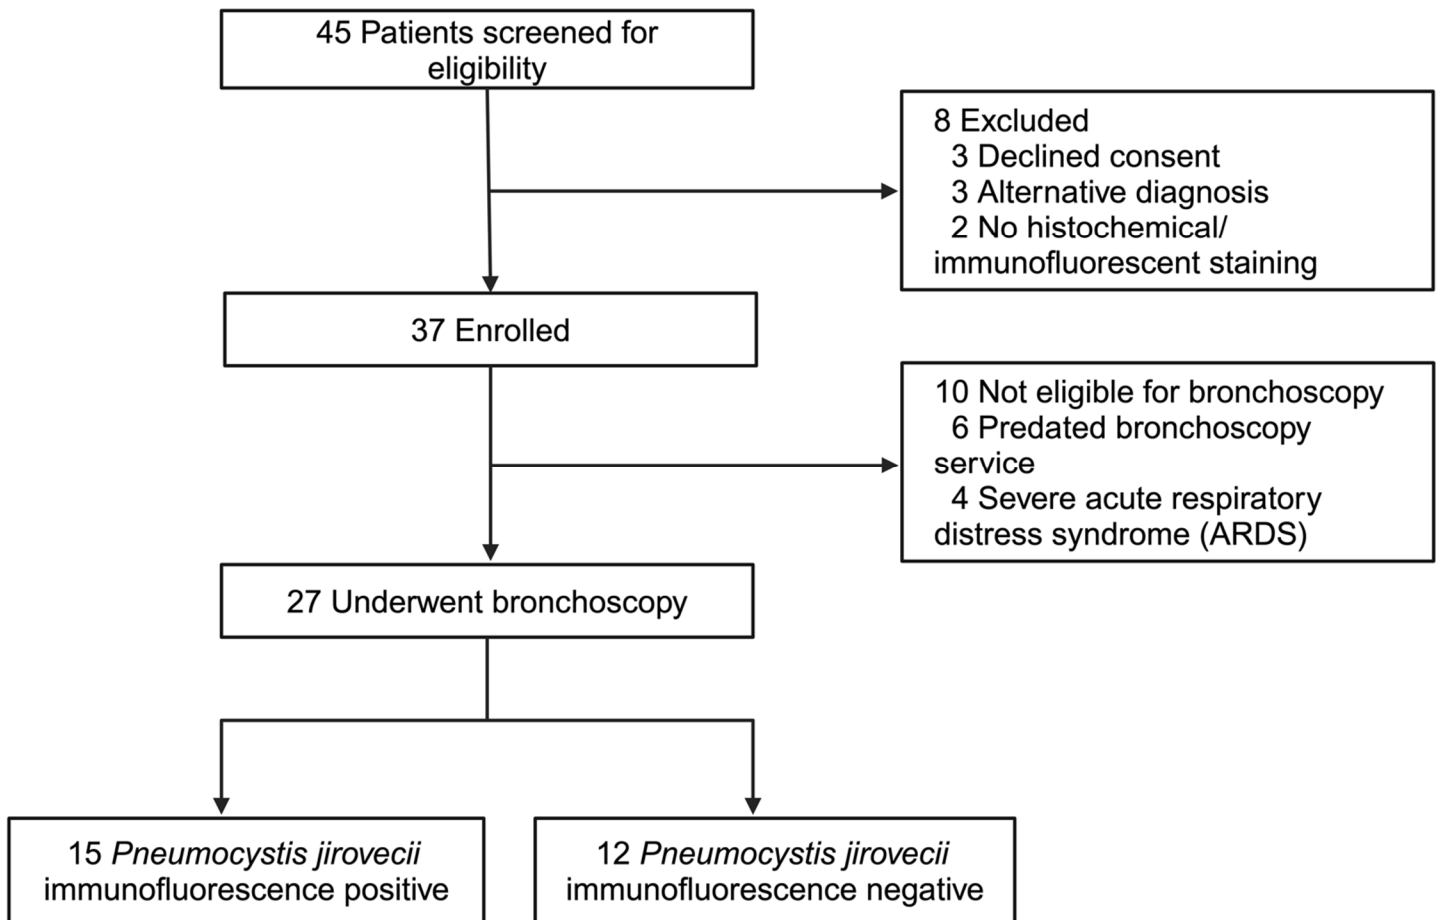 45 Patients screened for
eligibility
8 Excluded
3 Declined consent
3 Alternative diagnosis
2 No histochemical/
immunofluorescent staining
37 Enrolled
10 Not eligible for bronchoscopy
6 Predated bronchoscopy
service
4 Severe acute respiratory
distress syndrome (ARDS)
27 Underwent bronchoscopy
15 Pneumocystis jirovecii
immunofluorescence positive
12 Pneumocystis jirovecii
immunofluorescence negative